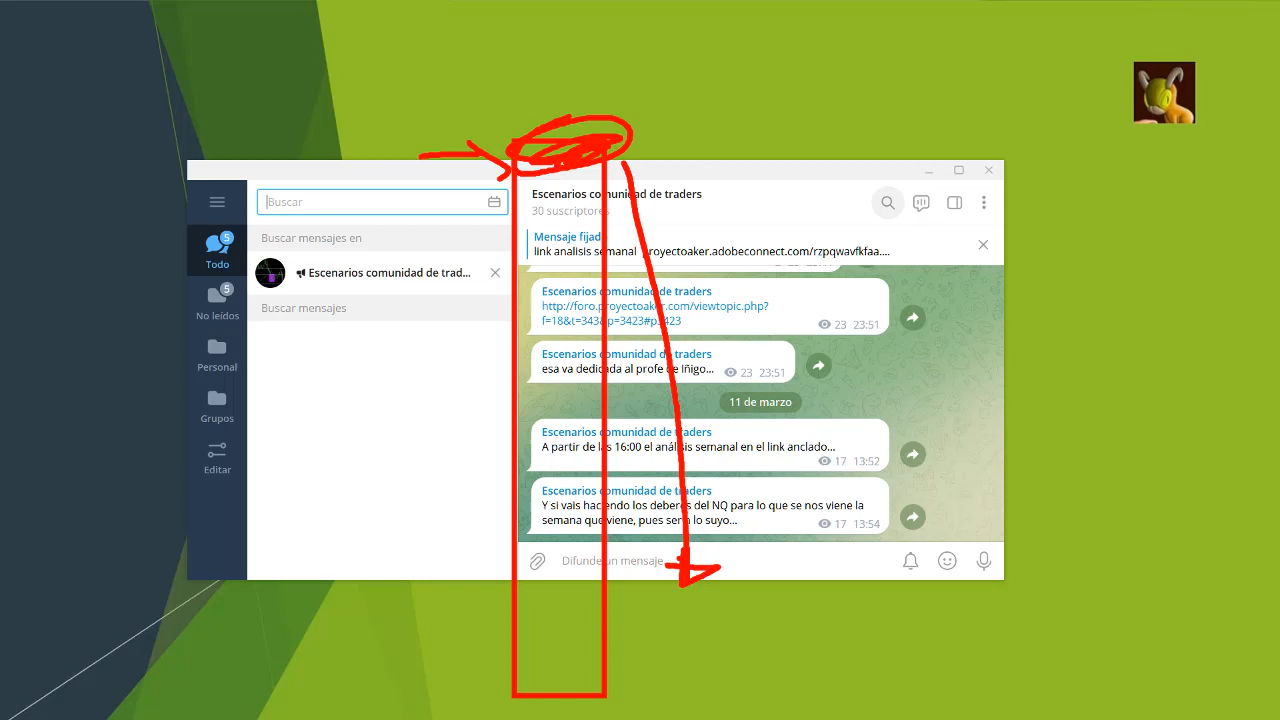 Buscar
Buscar mensajes en
Escenarios comunidad de trad...
Buscar mensajes
5
Todo
5
No leídos
Personal
Grupos
Editar
Escenarios comunidad de traders
30 suscriptores
Mensaje fijado
link analisis semanal proyectoaker.adobeconnect.com/rzpqwavfkfaa....
Escenarios comunidad de traders
http://foro.proyectoaker.com/viewtopic.php?
f=18&t=343&p=3423#p3423
23 23:51
Escenarios comunidad de traders
esa va dedicada al profe de Iñigo...
23 23:51
11 de marzo
Escenarios comunidad de traders
A partir de las 16:00 el análisis semanal en el link anclado...
17 13:52
Escenarios comunidad de traders
Y si vais haciendo los deberes del NQ para lo que se nos viene la
semana que viene, pues sería lo suyo...
17 13:54
Difunde un mensaje...